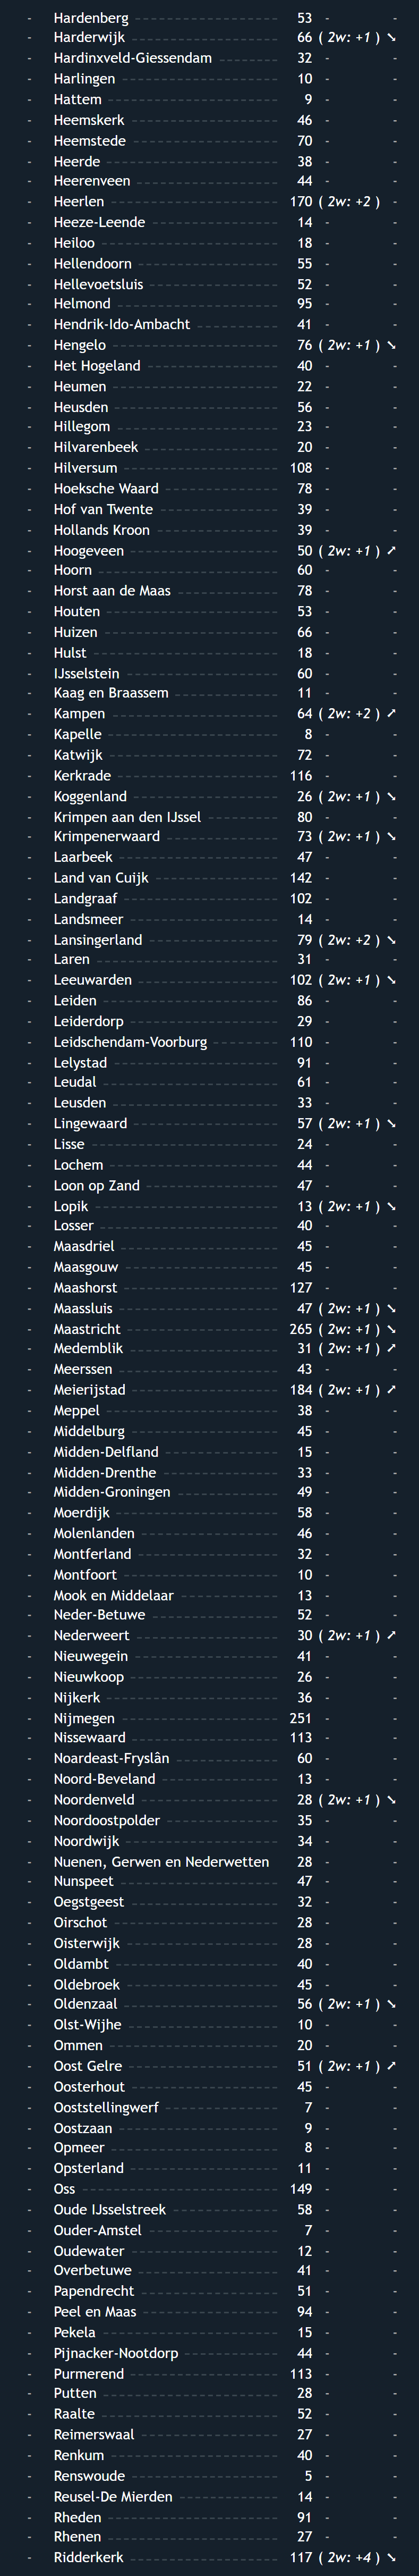 - Hardenberg 53 - -
- Harderwijk 66 ( 2w: +1 ) ➘
- Hardinxveld-Giessendam 32 - -
- Harlingen 10 - -
- Hattem 9 - -
- Heemskerk 46 - -
- Heemstede 70 - -
- Heerde 38 - -
- Heerenveen 44 - -
- Heerlen 170 ( 2w: +2 ) -
- Heeze-Leende 14 - -
- Heiloo 18 - -
- Hellendoorn 55 - -
- Hellevoetsluis 52 - -
- Helmond 95 - -
- Hendrik-Ido-Ambacht 41 - -
- Hengelo 76 ( 2w: +1 ) ➘
- Het Hogeland 40 - -
- Heumen 22 - -
- Heusden 56 - -
- Hillegom 23 - -
- Hilvarenbeek 20 - -
- Hilversum 108 - -
- Hoeksche Waard 78 - -
- Hof van Twente 39 - -
- Hollands Kroon 39 - -
- Hoogeveen 50 ( 2w: +1 ) ➚
- Hoorn 60 - -
- Horst aan de Maas 78 - -
- Houten 53 - -
- Huizen 66 - -
- Hulst 18 - -
- IJsselstein 60 - -
- Kaag en Braassem 11 - -
- Kampen 64 ( 2w: +2 ) ➚
- Kapelle 8 - -
- Katwijk 72 - -
- Kerkrade 116 - -
- Koggenland 26 ( 2w: +1 ) ➘
- Krimpen aan den IJssel 80 - -
- Krimpenerwaard 73 ( 2w: +1 ) ➘
- Laarbeek 47 - -
- Land van Cuijk 142 - -
- Landgraaf 102 - -
- Landsmeer 14 - -
- Lansingerland 79 ( 2w: +2 ) ➘
- Laren 31 - -
- Leeuwarden 102 ( 2w: +1 ) ➘
- Leiden 86 - -
- Leiderdorp 29 - -
- Leidschendam-Voorburg 110 - -
- Lelystad 91 - -
- Leudal 61 - -
- Leusden 33 - -
- Lingewaard 57 ( 2w: +1 ) ➘
- Lisse 24 - -
- Lochem 44 - -
- Loon op Zand 47 - -
- Lopik 13 ( 2w: +1 ) ➘
- Losser 40 - -
- Maasdriel 45 - -
- Maasgouw 45 - -
- Maashorst 127 - -
- Maassluis 47 ( 2w: +1 ) ➘
- Maastricht 265 ( 2w: +1 ) ➘
- Medemblik 31 ( 2w: +1 ) ➚
- Meerssen 43 - -
- Meierijstad 184 ( 2w: +1 ) ➚
- Meppel 38 - -
- Middelburg 45 - -
- Midden-Delfland 15 - -
- Midden-Drenthe 33 - -
- Midden-Groningen 49 - -
- Moerdijk 58 - -
- Molenlanden 46 - -
- Montferland 32 - -
- Montfoort 10 - -
- Mook en Middelaar 13 - -
- Neder-Betuwe 52 - -
- Nederweert 30 ( 2w: +1 ) ➚
- Nieuwegein 41 - -
- Nieuwkoop 26 - -
- Nijkerk 36 - -
- Nijmegen 251 - -
- Nissewaard 113 - -
- Noardeast-Fryslân 60 - -
- Noord-Beveland 13 - -
- Noordenveld 28 ( 2w: +1 ) ➘
- Noordoostpolder 35 - -
- Noordwijk 34 - -
- Nuenen, Gerwen en Nederwetten 28 - -
- Nunspeet 47 - -
- Oegstgeest 32 - -
- Oirschot 28 - -
- Oisterwijk 28 - -
- Oldambt 40 - -
- Oldebroek 45 - -
- Oldenzaal 56 ( 2w: +1 ) ➘
- Olst-Wijhe 10 - -
- Ommen 20 - -
- Oost Gelre 51 ( 2w: +1 ) ➚
- Oosterhout 45 - -
- Ooststellingwerf 7 - -
- Oostzaan 9 - -
- Opmeer 8 - -
- Opsterland 11 - -
- Oss 149 - -
- Oude IJsselstreek 58 - -
- Ouder-Amstel 7 - -
- Oudewater 12 - -
- Overbetuwe 41 - -
- Papendrecht 51 - -
- Peel en Maas 94 - -
- Pekela 15 - -
- Pijnacker-Nootdorp 44 - -
- Purmerend 113 - -
- Putten 28 - -
- Raalte 52 - -
- Reimerswaal 27 - -
- Renkum 40 - -
- Renswoude 5 - -
- Reusel-De Mierden 14 - -
- Rheden 91 - -
- Rhenen 27 - -
- Ridderkerk 117 ( 2w: +4 ) ➘